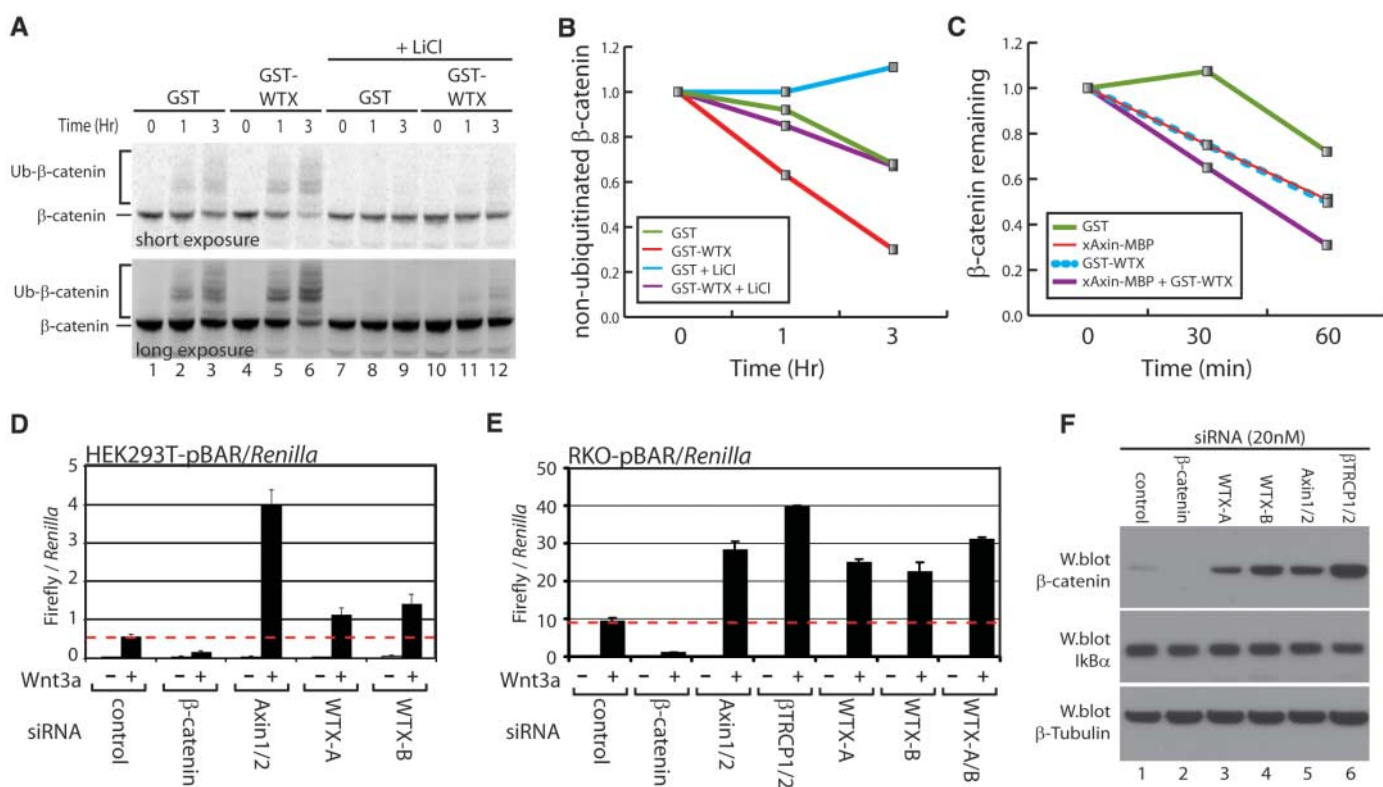 A
+ LiCl
GST
GST-WTX
GST
GST-WTX
Time (Hr) 0 1 3 0 1 3 0 1 3 0 1 3
Ub-β-catenin
β-catenin
short exposure
Ub-β-catenin
β-catenin
long exposure
1 2 3 4 5 6 7 8 9 10 11 12
B
non-ubiquitinated β-catenin
1.2
1.0
0.8
0.6
0.4
0.2
0.0
GST
GST-WTX
GST + LiCl
GST-WTX + LiCl
0 1 3
Time (Hr)
C
β-catenin remaining
1.2
1.0
0.8
0.6
0.4
0.2
0.0
GST
xAxin-MBP
GST-WTX
xAxin-MBP + GST-WTX
0 30 60
Time (min)
D
HEK293T-pBAR/Renilla
Firefly / Renilla
5
4
3
2
1
0
Wnt3a - + - + - + - + - +
siRNA
control
β-catenin
Axin1/2
WTX-A
WTX-B
E
RKO-pBAR/Renilla
Firefly / Renilla
50
40
30
20
10
0
Wnt3a - + - + - + - + - + - + - +
siRNA
control
β-catenin
Axin1/2
βTRCP1/2
WTX-A
WTX-B
WTX-A/B
F
siRNA (20nM)
control
β-catenin
WTX-A
WTX-B
Axin1/2
βTRCP1/2
W.blot
β-catenin
W.blot
IkBα
W.blot
β-Tubulin
1 2 3 4 5 6